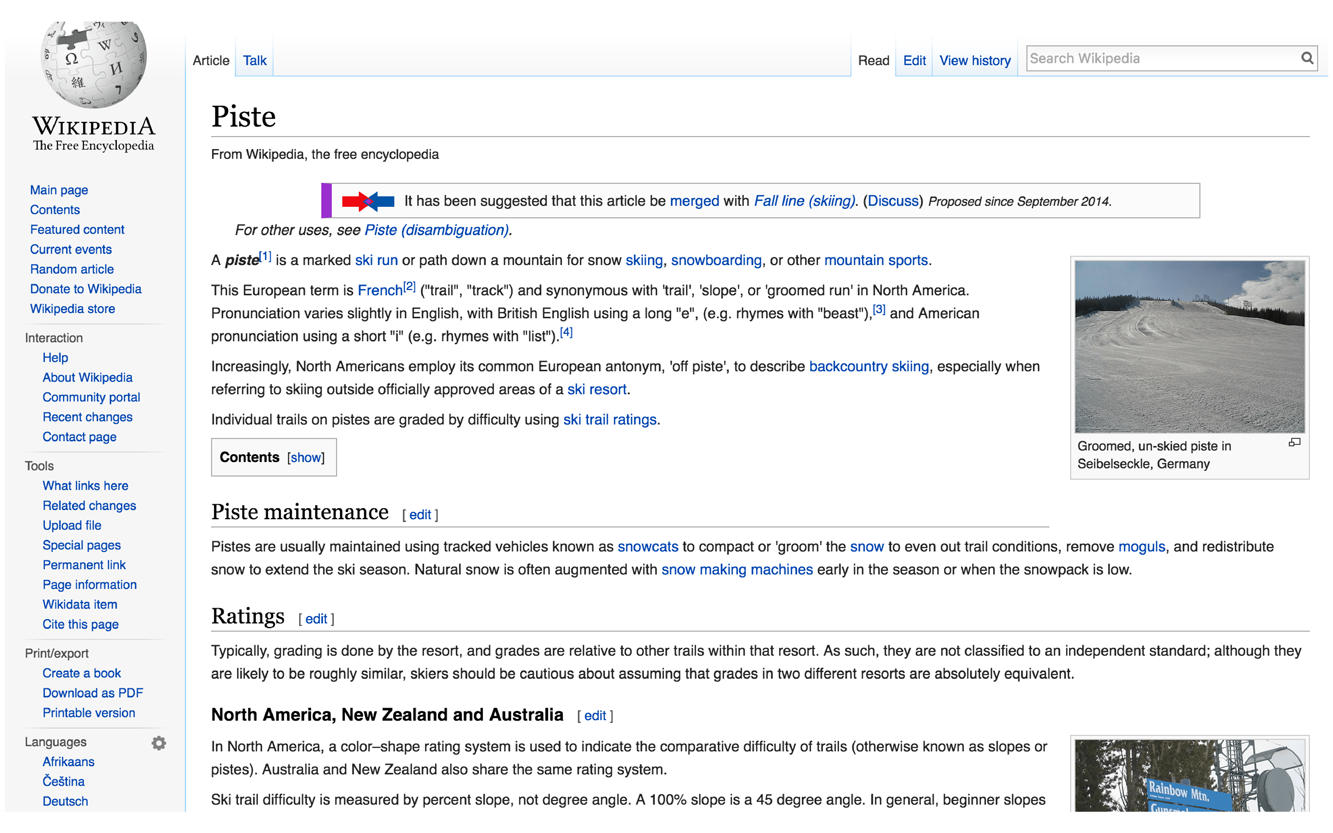 WIKIPEDIA
The Free Encyclopedia
Main page
Contents
Featured content
Current events
Random article
Donate to Wikipedia
Wikipedia store
Interaction
Help
About Wikipedia
Community portal
Recent changes
Contact page
Tools
What links here
Related changes
Upload file
Special pages
Permanent link
Page information
Wikidata item
Cite this page
Print/export
Create a book
Download as PDF
Printable version
Languages
Afrikaans
Čeština
Deutsch
Article Talk Read Edit View history Search Wikipedia
Piste
From Wikipedia, the free encyclopedia
It has been suggested that this article be merged with Fall line (skiing). (Discuss) Proposed since September 2014.
For other uses, see Piste (disambiguation).
A piste[1] is a marked ski run or path down a mountain for snow skiing, snowboarding, or other mountain sports.
This European term is French[2] ("trail", "track") and synonymous with 'trail', 'slope', or 'groomed run' in North America.
Pronunciation varies slightly in English, with British English using a long "e", (e.g. rhymes with "beast"),[3] and American
pronunciation using a short "i" (e.g. rhymes with "list").[4]
Increasingly, North Americans employ its common European antonym, 'off piste', to describe backcountry skiing, especially when
referring to skiing outside officially approved areas of a ski resort.
Individual trails on pistes are graded by difficulty using ski trail ratings.
Groomed, un-skied piste in
Seibelseckle, Germany
Contents [show]
Piste maintenance [ edit ]
Pistes are usually maintained using tracked vehicles known as snowcats to compact or 'groom' the snow to even out trail conditions, remove moguls, and redistribute
snow to extend the ski season. Natural snow is often augmented with snow making machines early in the season or when the snowpack is low.
Ratings [ edit ]
Typically, grading is done by the resort, and grades are relative to other trails within that resort. As such, they are not classified to an independent standard; although they
are likely to be roughly similar, skiers should be cautious about assuming that grades in two different resorts are absolutely equivalent.
North America, New Zealand and Australia [ edit ]
In North America, a color–shape rating system is used to indicate the comparative difficulty of trails (otherwise known as slopes or
pistes). Australia and New Zealand also share the same rating system.
Ski trail difficulty is measured by percent slope, not degree angle. A 100% slope is a 45 degree angle. In general, beginner slopes
Rainbow Mtn.